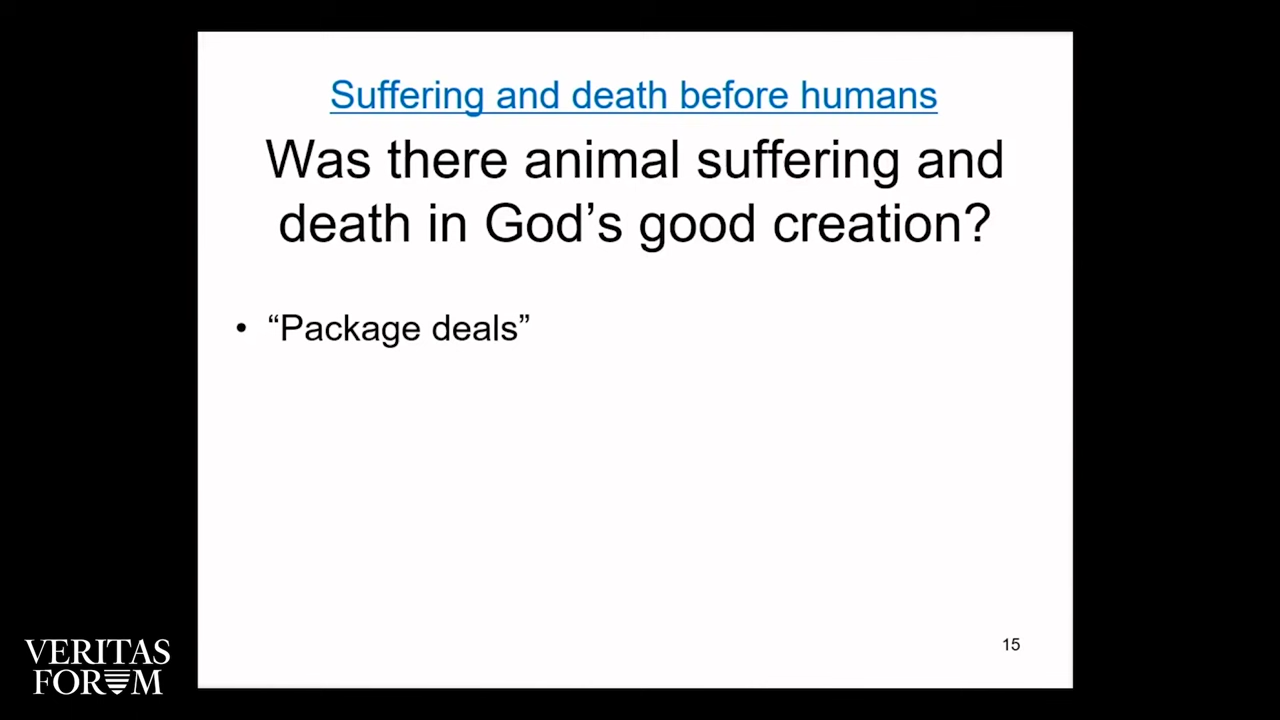 Suffering and death before humans
Was there animal suffering and
death in God’s good creation?
• “Package deals”
15
VERITAS
FORUM